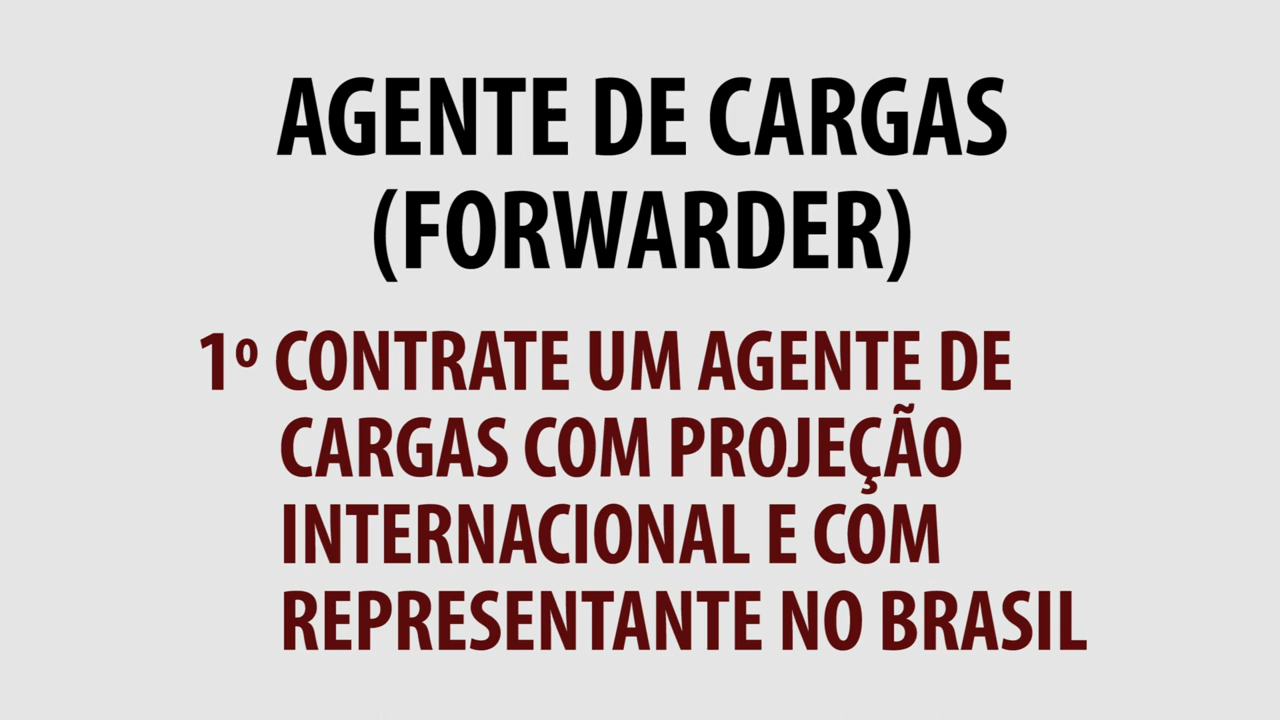 AGENTE DE CARGAS
(FORWARDER)
1º CONTRATE UM AGENTE DE
CARGAS COM PROJEÇÃO
INTERNACIONAL E COM
REPRESENTANTE NO BRASIL